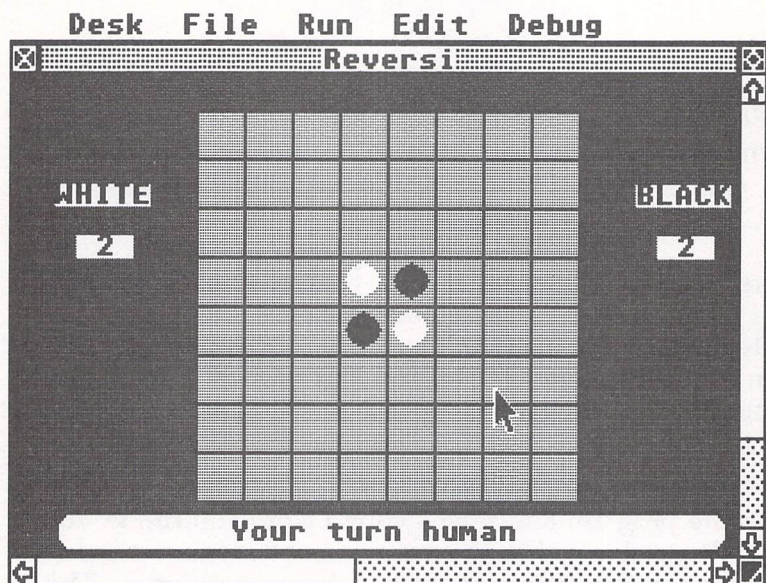 Desk File Run Edit Debug
Reversi
WHITE
BLACK
2
2
Your turn human